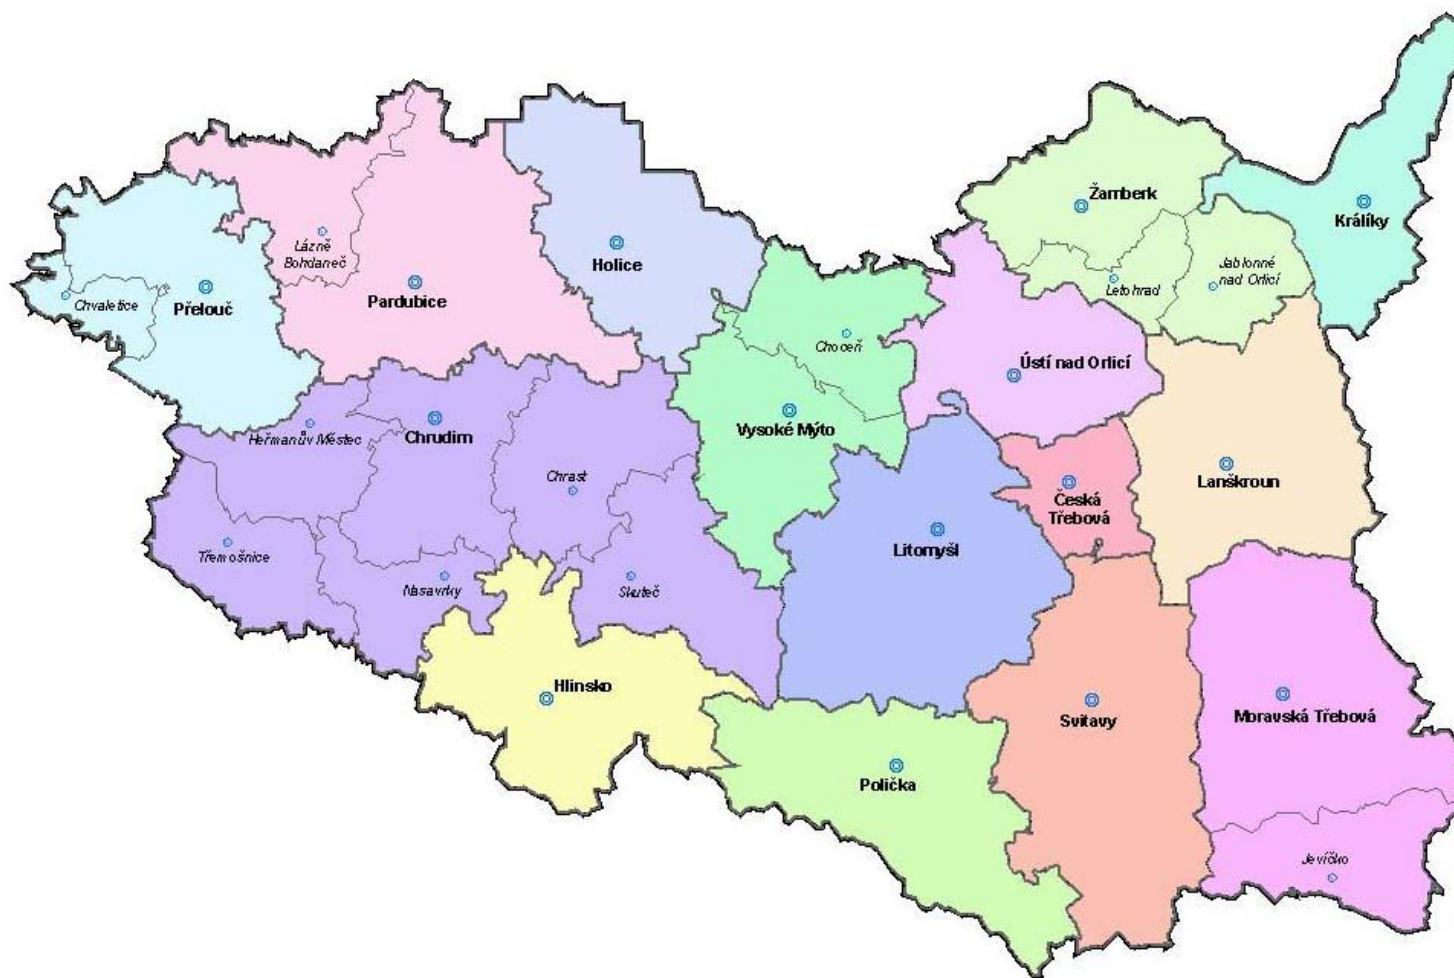 Žamberk
Králíky
Lázně
Bohdaneč
Holice
Jablonné
nad Orlicí
Letohrad
Chvaletice
Přelouč
Pardubice
Choceň
Ústí nad Orlicí
Heřmanův Městec
Chrudim
Vysoké Mýto
Chrast
Lanškroun
Česká
Třebová
Litomyšl
Třemošnice
Nasavrky
Skuteč
Hlinsko
Svitavy
Moravská Třebová
Polička
Jevíčko